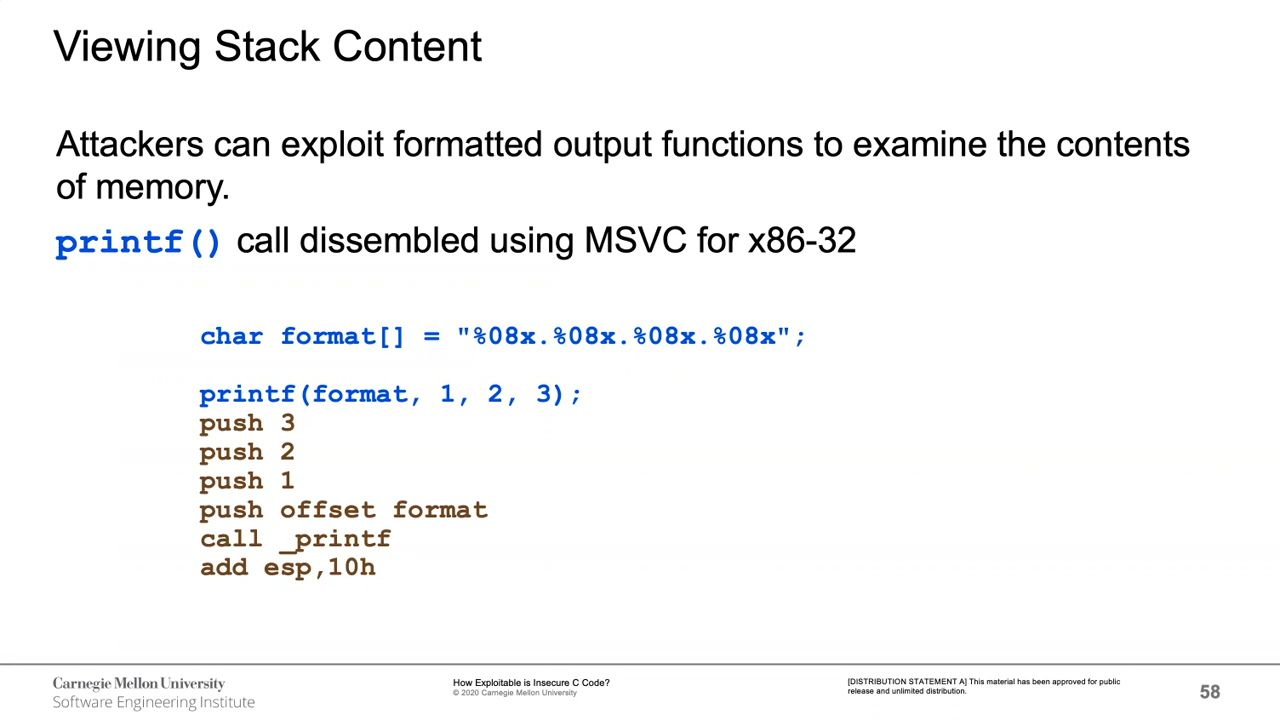 Viewing Stack Content
Attackers can exploit formatted output functions to examine the contents
of memory.
printf() call dissembled using MSVC for x86-32
char format[] = "%08x.%08x.%08x.%08x";
printf(format, 1, 2, 3);
push 3
push 2
push 1
push offset format
call _printf
add esp,10h
Carnegie Mellon University
Software Engineering Institute
How Exploitable is Insecure C Code?
© 2020 Carnegie Mellon University
[DISTRIBUTION STATEMENT A] This material has been approved for public
release and unlimited distribution.
58